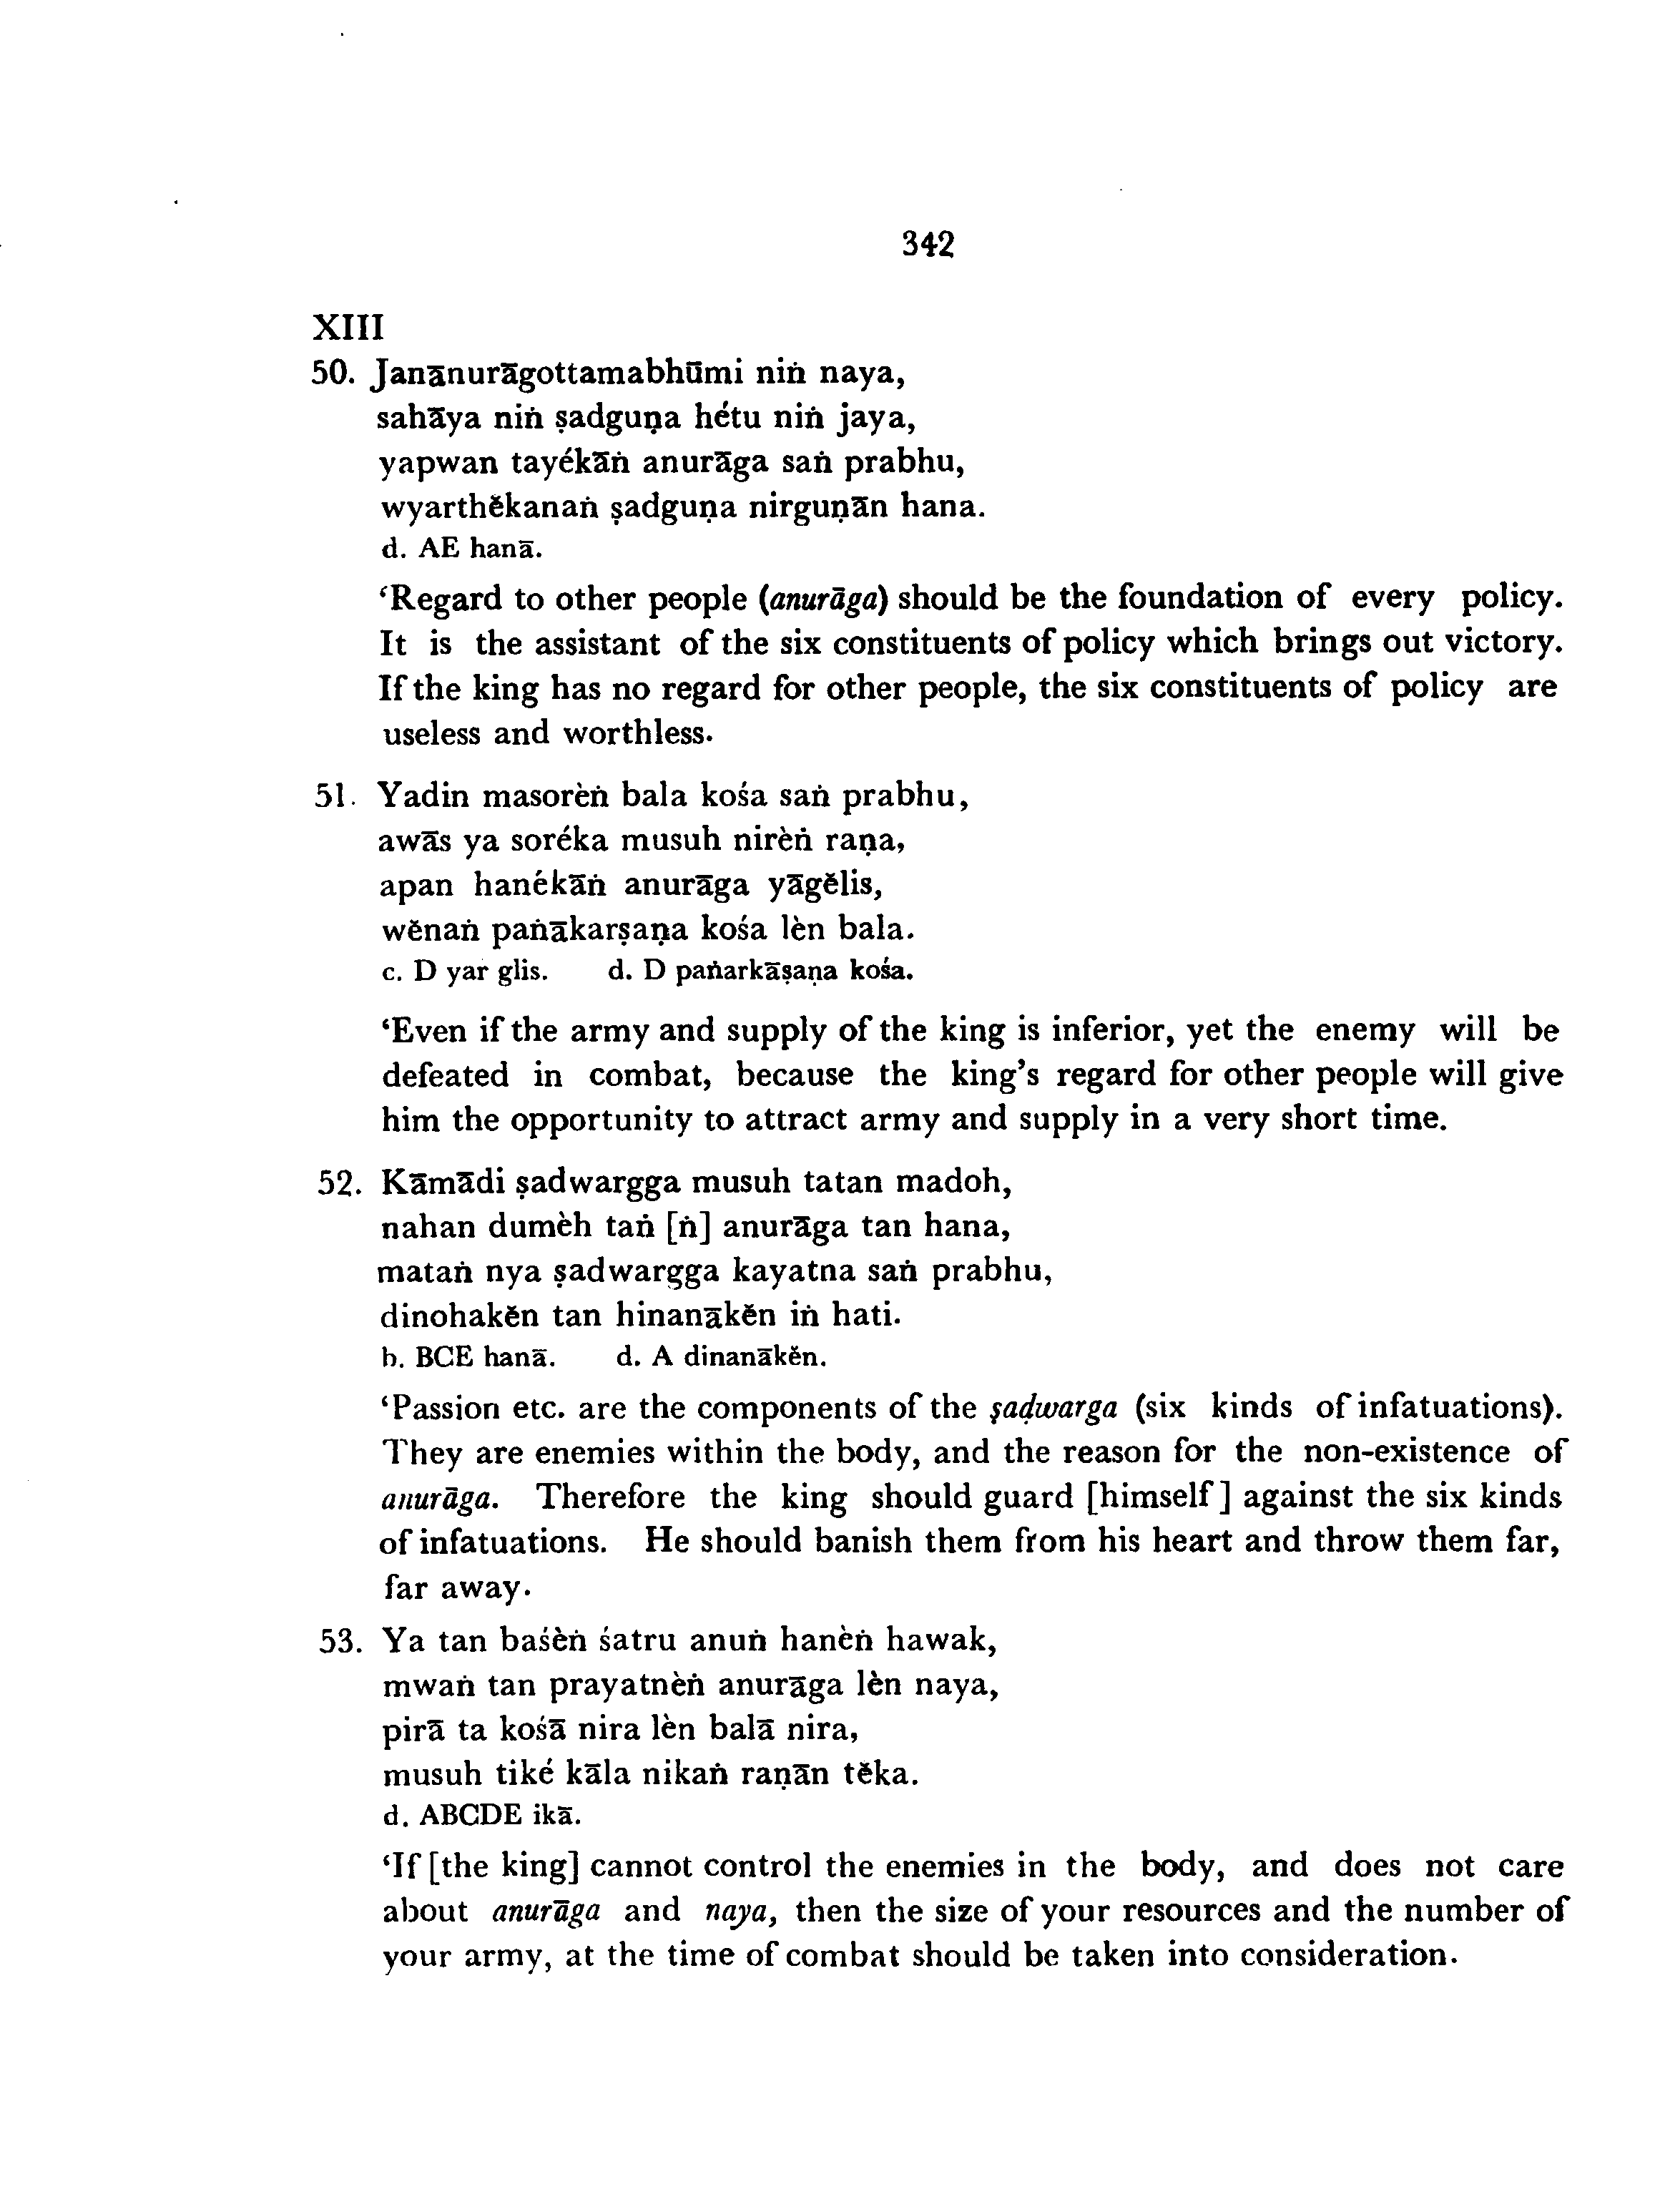 342
XIII
50. Janānurāgottamabhūmi niṅ naya,
sahāya niṅ ṣadguṇa hétu niṅ jaya,
yapwan tayékāṅ anurāga saṅ prabhu,
wyarthĕkanaṅ ṣadguṇa nirguṇān hana.
d. AE hanā.
‘Regard to other people (anurāga) should be the foundation of every policy.
It is the assistant of the six constituents of policy which brings out victory.
If the king has no regard for other people, the six constituents of policy are
useless and worthless.
51. Yadin masorèṅ bala kośa saṅ prabhu,
awās ya soréka musuh nirèṅ raṇa,
apan hanékāṅ anurāga yāgĕlis,
wĕnaṅ paṅākarṣaṇa kośa lèn bala.
c. D yar glis. d. D paṅarkāṣaṇa kośa.
‘Even if the army and supply of the king is inferior, yet the enemy will be
defeated in combat, because the king’s regard for other people will give
him the opportunity to attract army and supply in a very short time.
52. Kāmādi ṣadwargga musuh tatan madoh,
nahan dumèh taṅ [ṅ] anurāga tan hana,
mataṅ nya ṣadwargga kayatna saṅ prabhu,
dinohakĕn tan hinanākĕn iṅ hati.
b. BCE hanā. d. A dinanākĕn.
‘Passion etc. are the components of the ṣaḍwarga (six kinds of infatuations).
They are enemies within the body, and the reason for the non-existence of
anurāga. Therefore the king should guard [himself] against the six kinds
of infatuations. He should banish them from his heart and throw them far,
far away.
53. Ya tan baśèṅ śatru anuṅ hanèṅ hawak,
mwaṅ tan prayatnèṅ anurāga lèn naya,
pirā ta kośā nira lèn balā nira,
musuh tiké kāla nikaṅ raṇān tĕka.
d. ABCDE ikā.
‘If [the king] cannot control the enemies in the body, and does not care
about anurāga and naya, then the size of your resources and the number of
your army, at the time of combat should be taken into consideration.